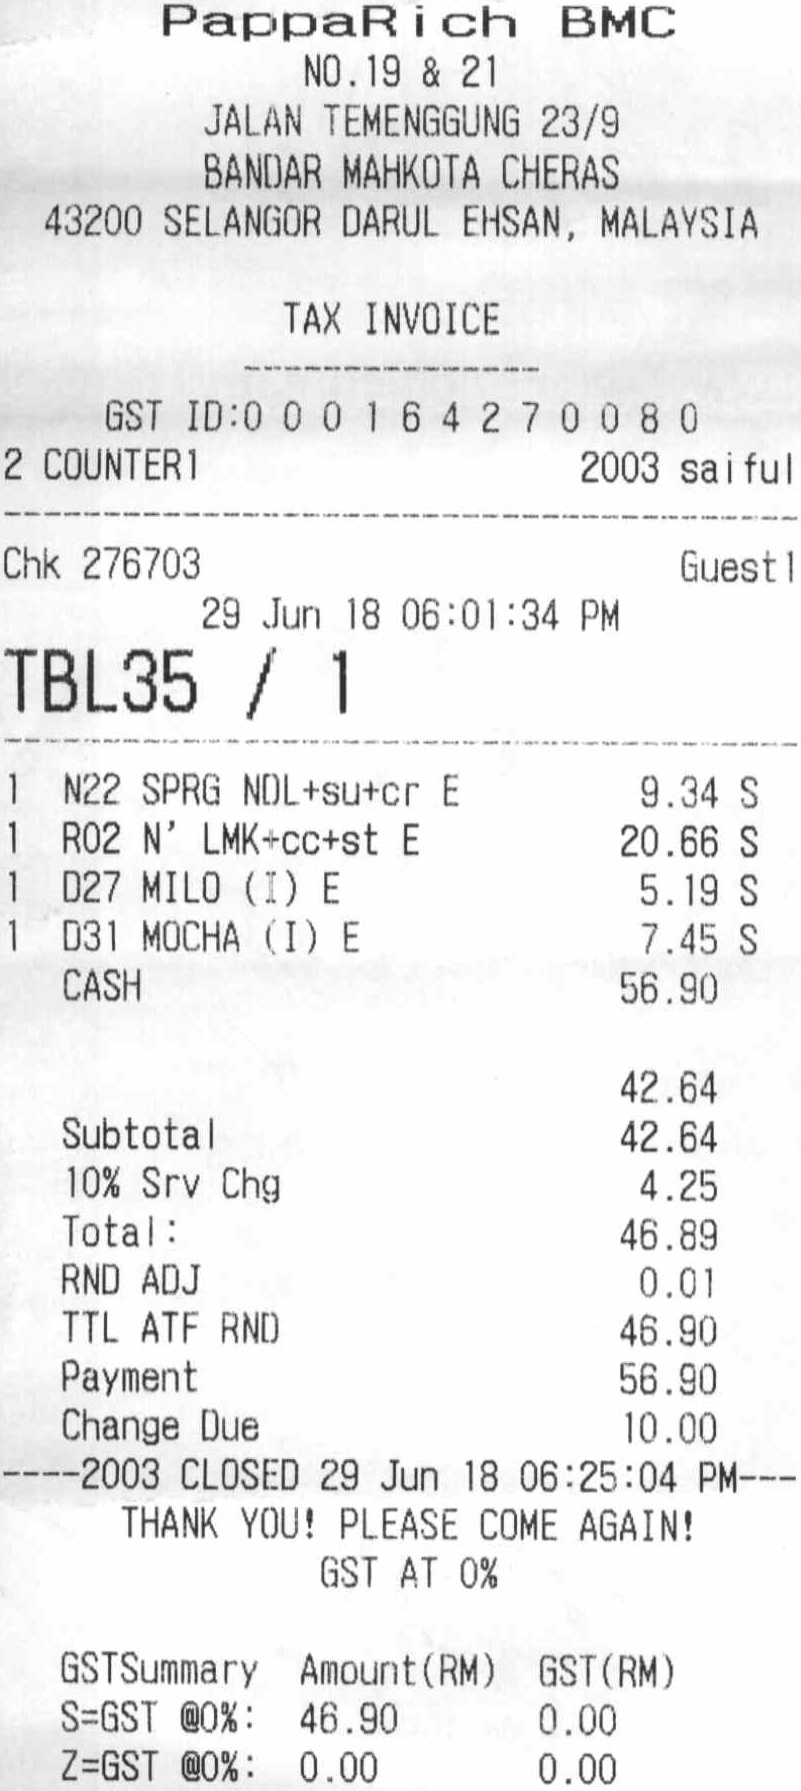 PappaRich BMC
NO.19 & 21
JALAN TEMENGGUNG 23/9
BANDAR MAHKOTA CHERAS
43200 SELANGOR DARUL EHSAN, MALAYSIA
TAX INVOICE
----------------
GST ID:0 0 0 1 6 4 2 7 0 0 8 0
2 COUNTER1 2003 saiful
----------------------------------------
Chk 276703 Guest1
29 Jun 18 06:01:34 PM
TBL35 / 1
----------------------------------------
1 N22 SPRG NDL+su+cr E 9.34 S
1 R02 N' LMK+cc+st E 20.66 S
1 D27 MILO (I) E 5.19 S
1 D31 MOCHA (I) E 7.45 S
CASH 56.90
42.64
Subtotal 42.64
10% Srv Chg 4.25
Total: 46.89
RND ADJ 0.01
TTL ATF RND 46.90
Payment 56.90
Change Due 10.00
----2003 CLOSED 29 Jun 18 06:25:04 PM---
THANK YOU! PLEASE COME AGAIN!
GST AT 0%
GSTSummary Amount(RM) GST(RM)
S=GST @0%: 46.90 0.00
Z=GST @0%: 0.00 0.00